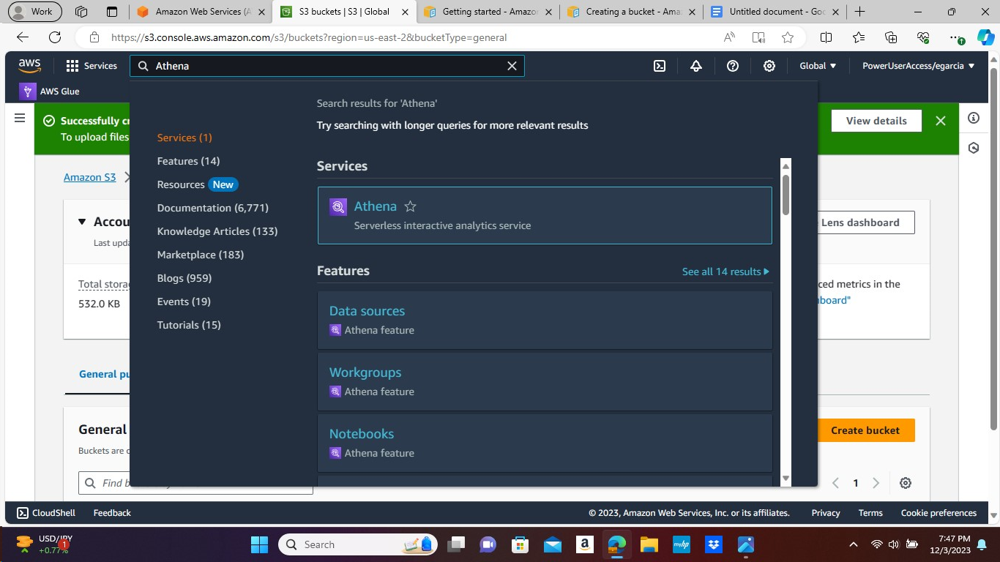 Work
Amazon Web Services (A
S3 buckets | S3 | Global
Getting started - Amazon
Creating a bucket - Ama
Untitled document - Goo
https://s3.console.aws.amazon.com/s3/buckets?region=us-east-2&bucketType=general
aws
Services
Athena
Global
PowerUserAccess/egarcia
AWS Glue
Search results for 'Athena'
Try searching with longer queries for more relevant results
Successfully cr
To upload files
View details
Services (1)
Features (14)
Resources New
Documentation (6,771)
Knowledge Articles (133)
Marketplace (183)
Blogs (959)
Events (19)
Tutorials (15)
Services
Athena
Serverless interactive analytics service
Features
See all 14 results
Data sources
Athena feature
Workgroups
Athena feature
Notebooks
Athena feature
Amazon S3
Accou
Last upda
Lens dashboard
Total storag
532.0 KB
ced metrics in the
board"
General pu
General
Buckets are c
Create bucket
Find b
1
CloudShell
Feedback
© 2023, Amazon Web Services, Inc. or its affiliates.
Privacy
Terms
Cookie preferences
USD/JPY
+0.77%
1
Search
a
myhp
7:47 PM
12/3/2023